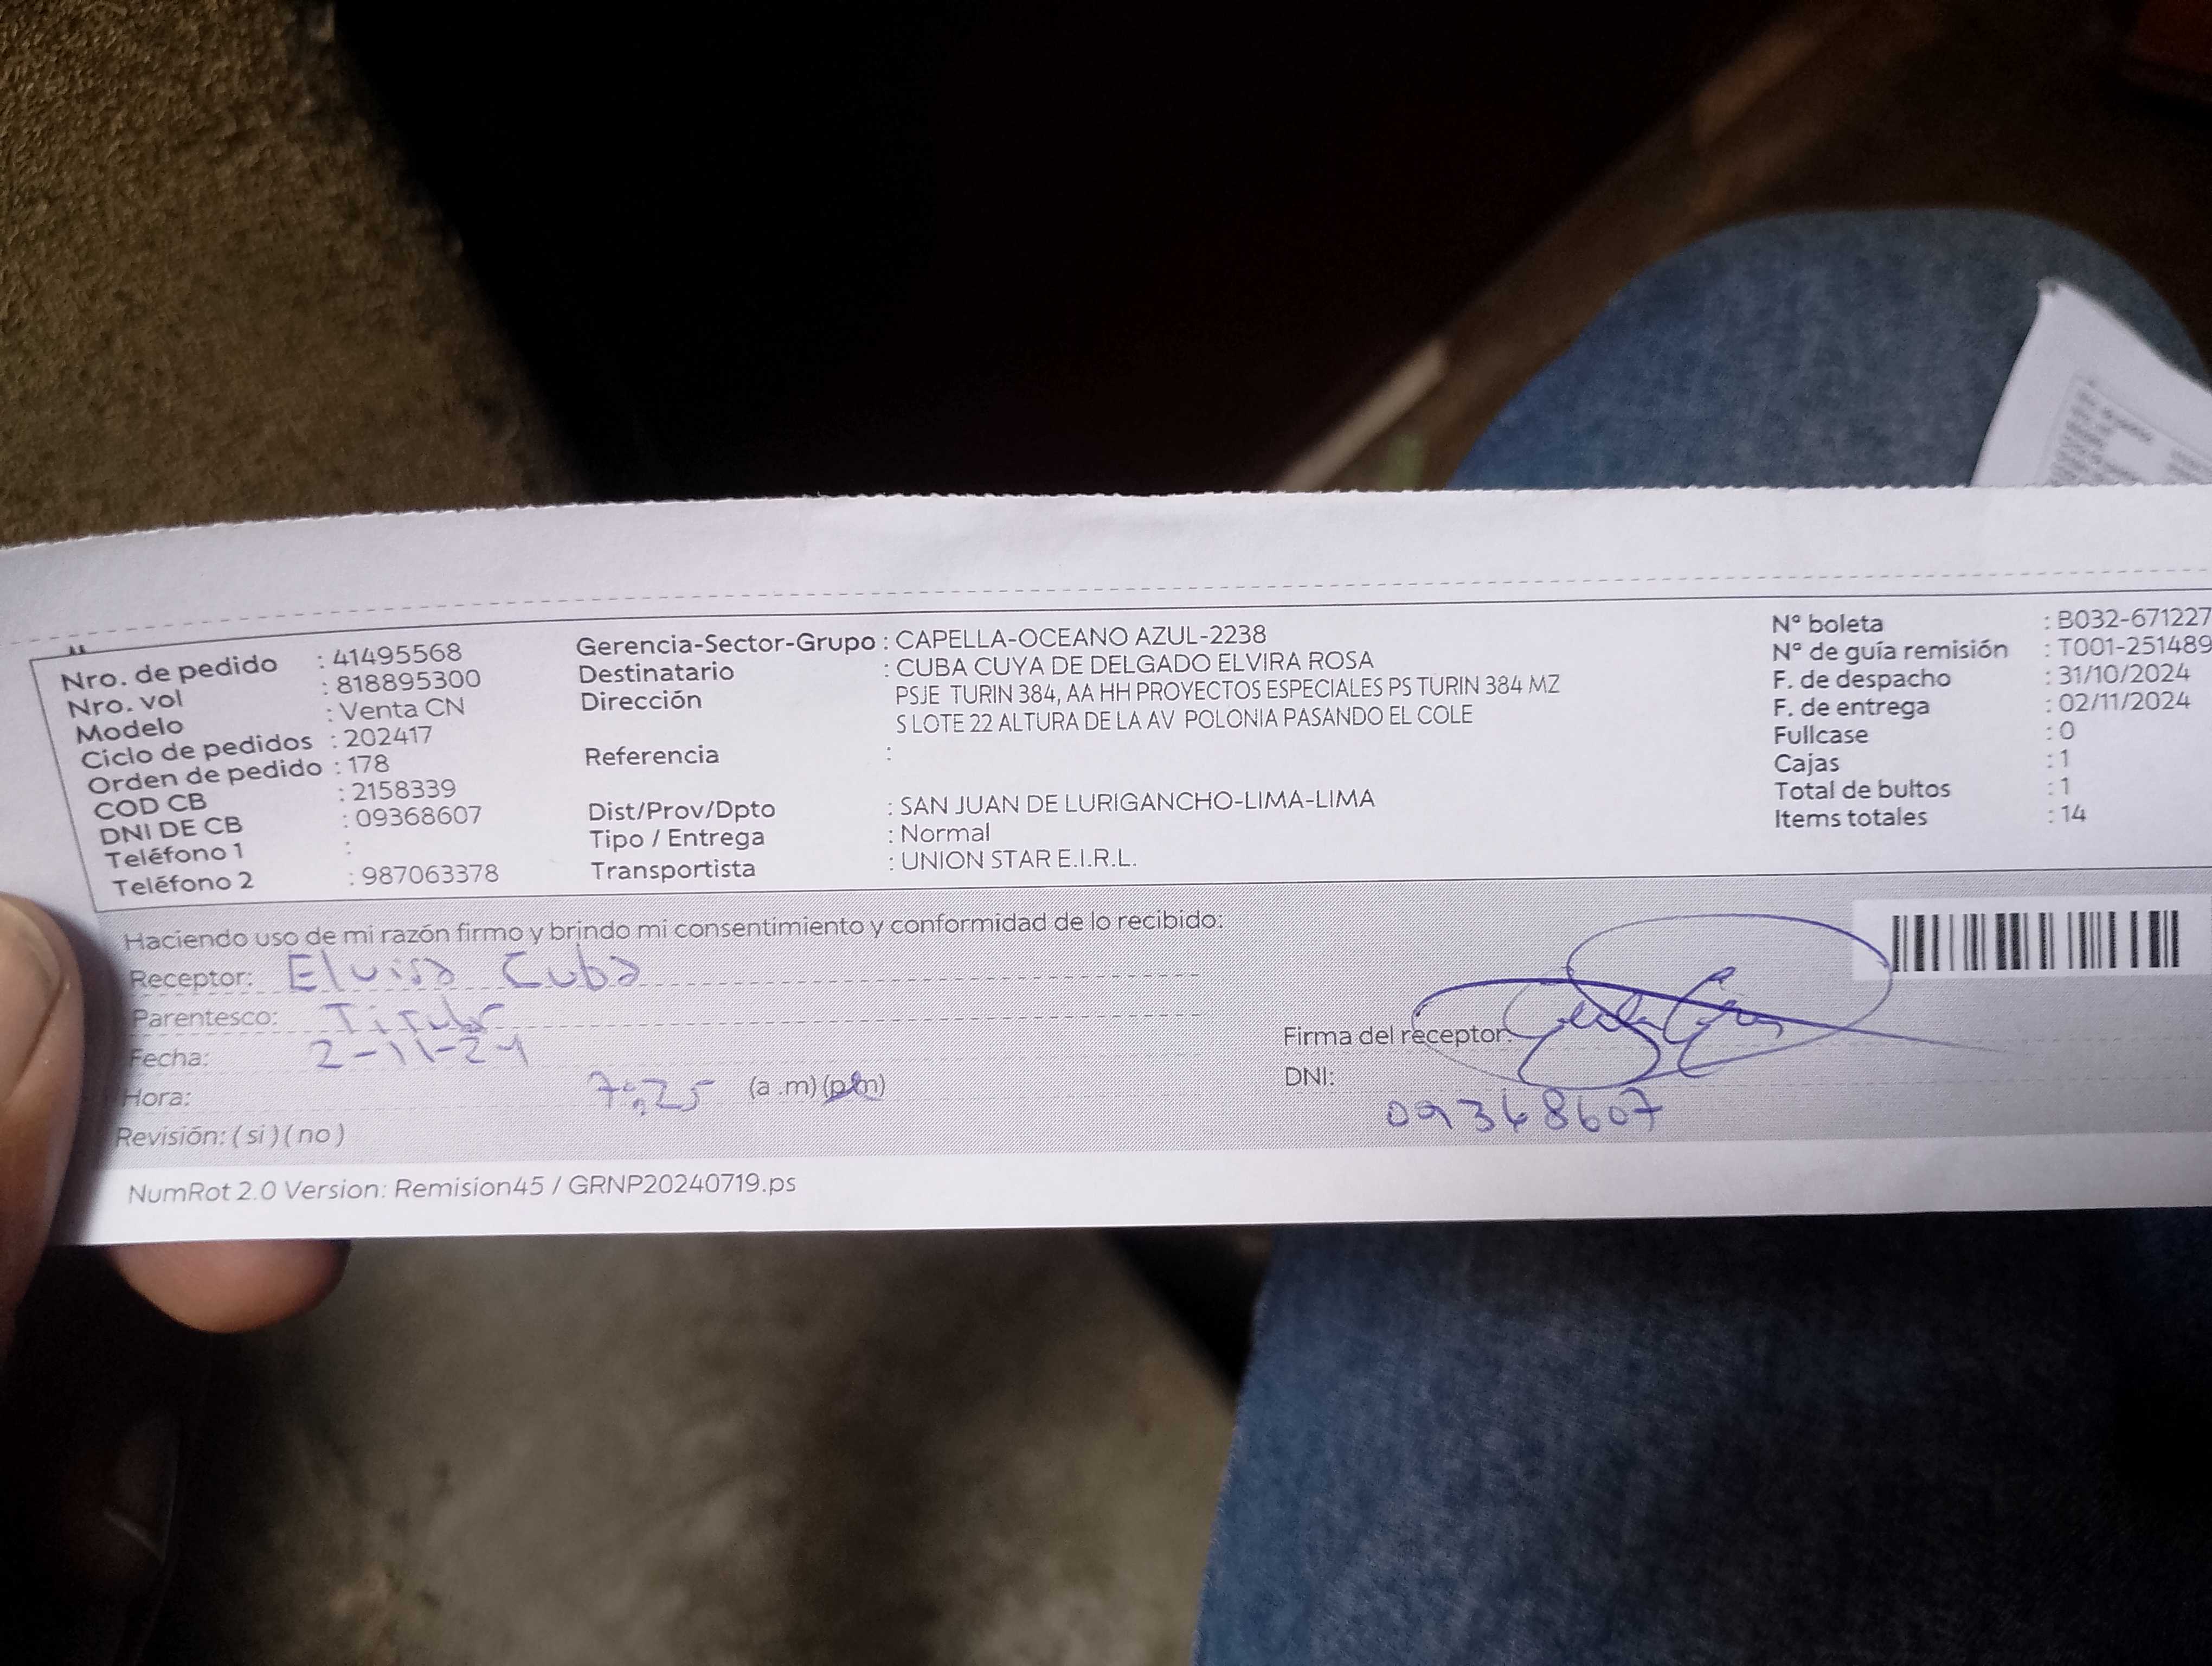 Nro. de pedido : 41495568
Nro. vol : 818895300
Modelo : Venta CN
Ciclo de pedidos : 202417
Orden de pedido : 178
COD CB : 2158339
DNI DE CB : 09368607
Teléfono 1 :
Teléfono 2 : 987063378
Gerencia-Sector-Grupo : CAPELLA-OCEANO AZUL-2238
Destinatario : CUBA CUYA DE DELGADO ELVIRA ROSA
Dirección PSJE TURIN 384, AA HH PROYECTOS ESPECIALES PS TURIN 384 MZ
S LOTE 22 ALTURA DE LA AV POLONIA PASANDO EL COLE
Referencia :
Dist/Prov/Dpto : SAN JUAN DE LURIGANCHO-LIMA-LIMA
Tipo / Entrega : Normal
Transportista : UNION STAR E.I.R.L.
N° boleta : B032-671227
N° de guía remisión : T001-251489
F. de despacho : 31/10/2024
F. de entrega : 02/11/2024
Fullcase : 0
Cajas : 1
Total de bultos : 1
Items totales : 14
Haciendo uso de mi razón firmo y brindo mi consentimiento y conformidad de lo recibido:
Receptor: Elvira Cuba
Parentesco: Titular
Fecha: 2-11-24
Hora: 7:25 (a .m) (pm)
Revisión: ( si ) ( no )
Firma del receptor:
DNI:
09368607
NumRot 2.0 Version: Remision45 / GRNP20240719.ps